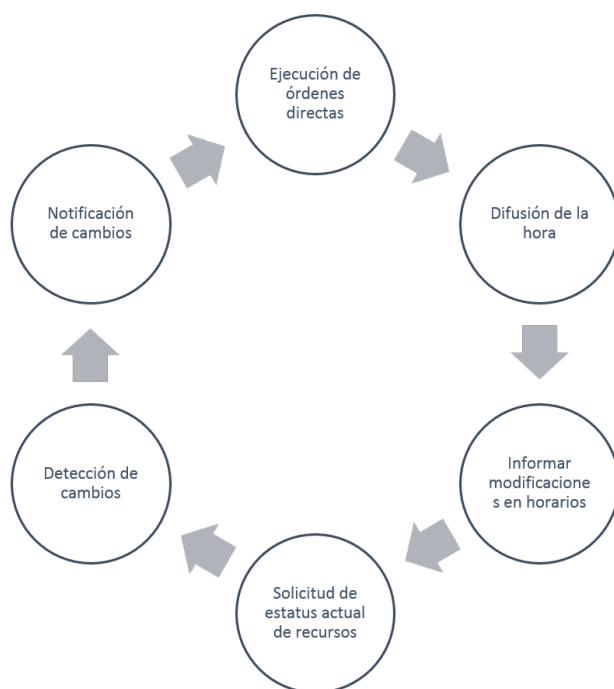 Ejecución de
órdenes
directas
Difusión de la
hora
Informar
modificacione
s en horarios
Solicitud de
estatus actual
de recursos
Detección de
cambios
Notificación
de cambios